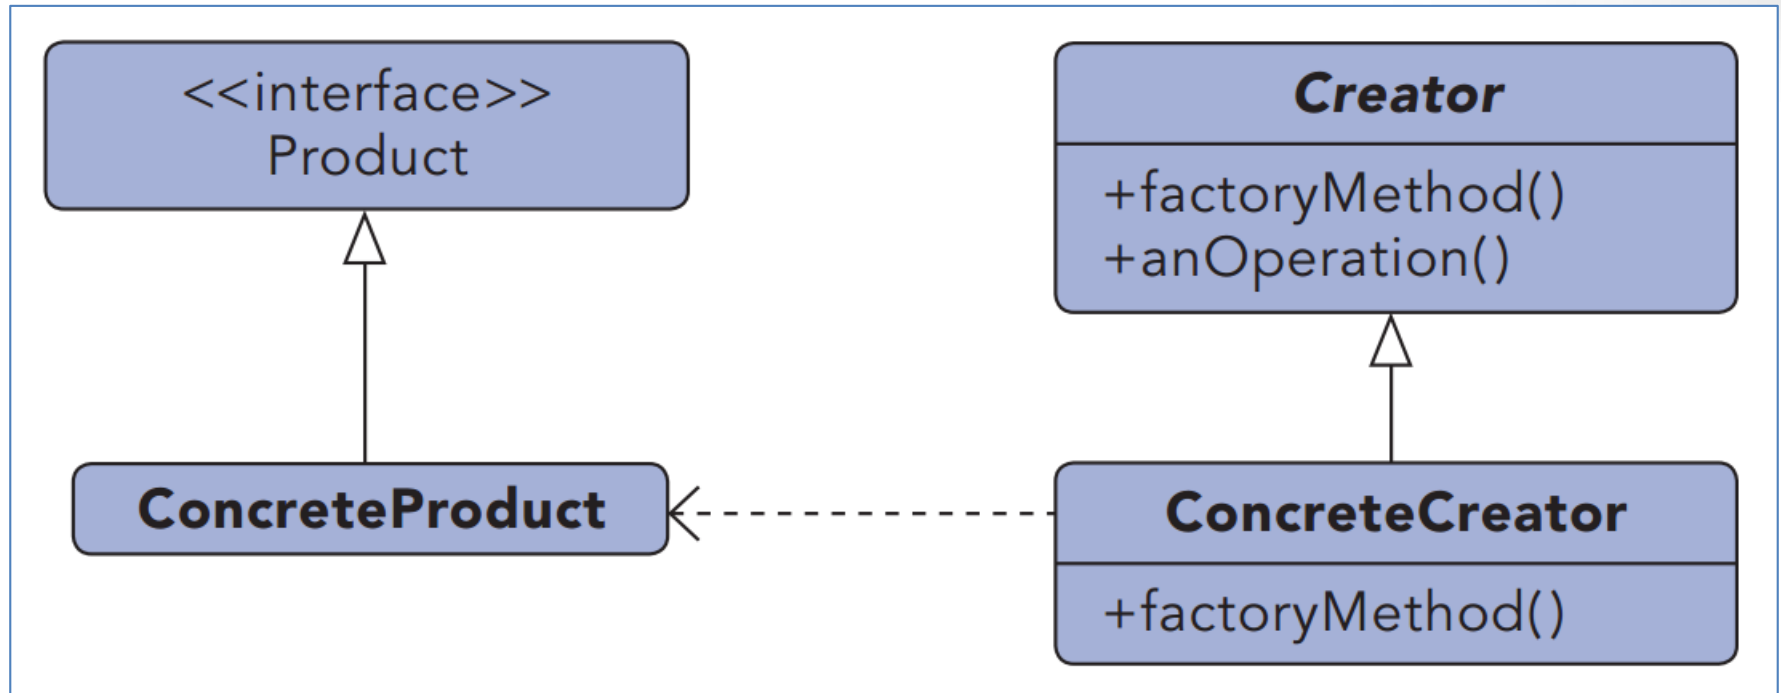 <<interface>>
Product
Creator
+factoryMethod()
+anOperation()
ConcreteProduct
ConcreteCreator
+factoryMethod()